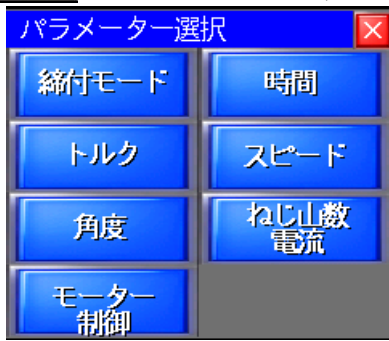 パラメーター選択
締付モード
時間
トルク
スピード
角度
ねじ山数
電流
モーター
制御